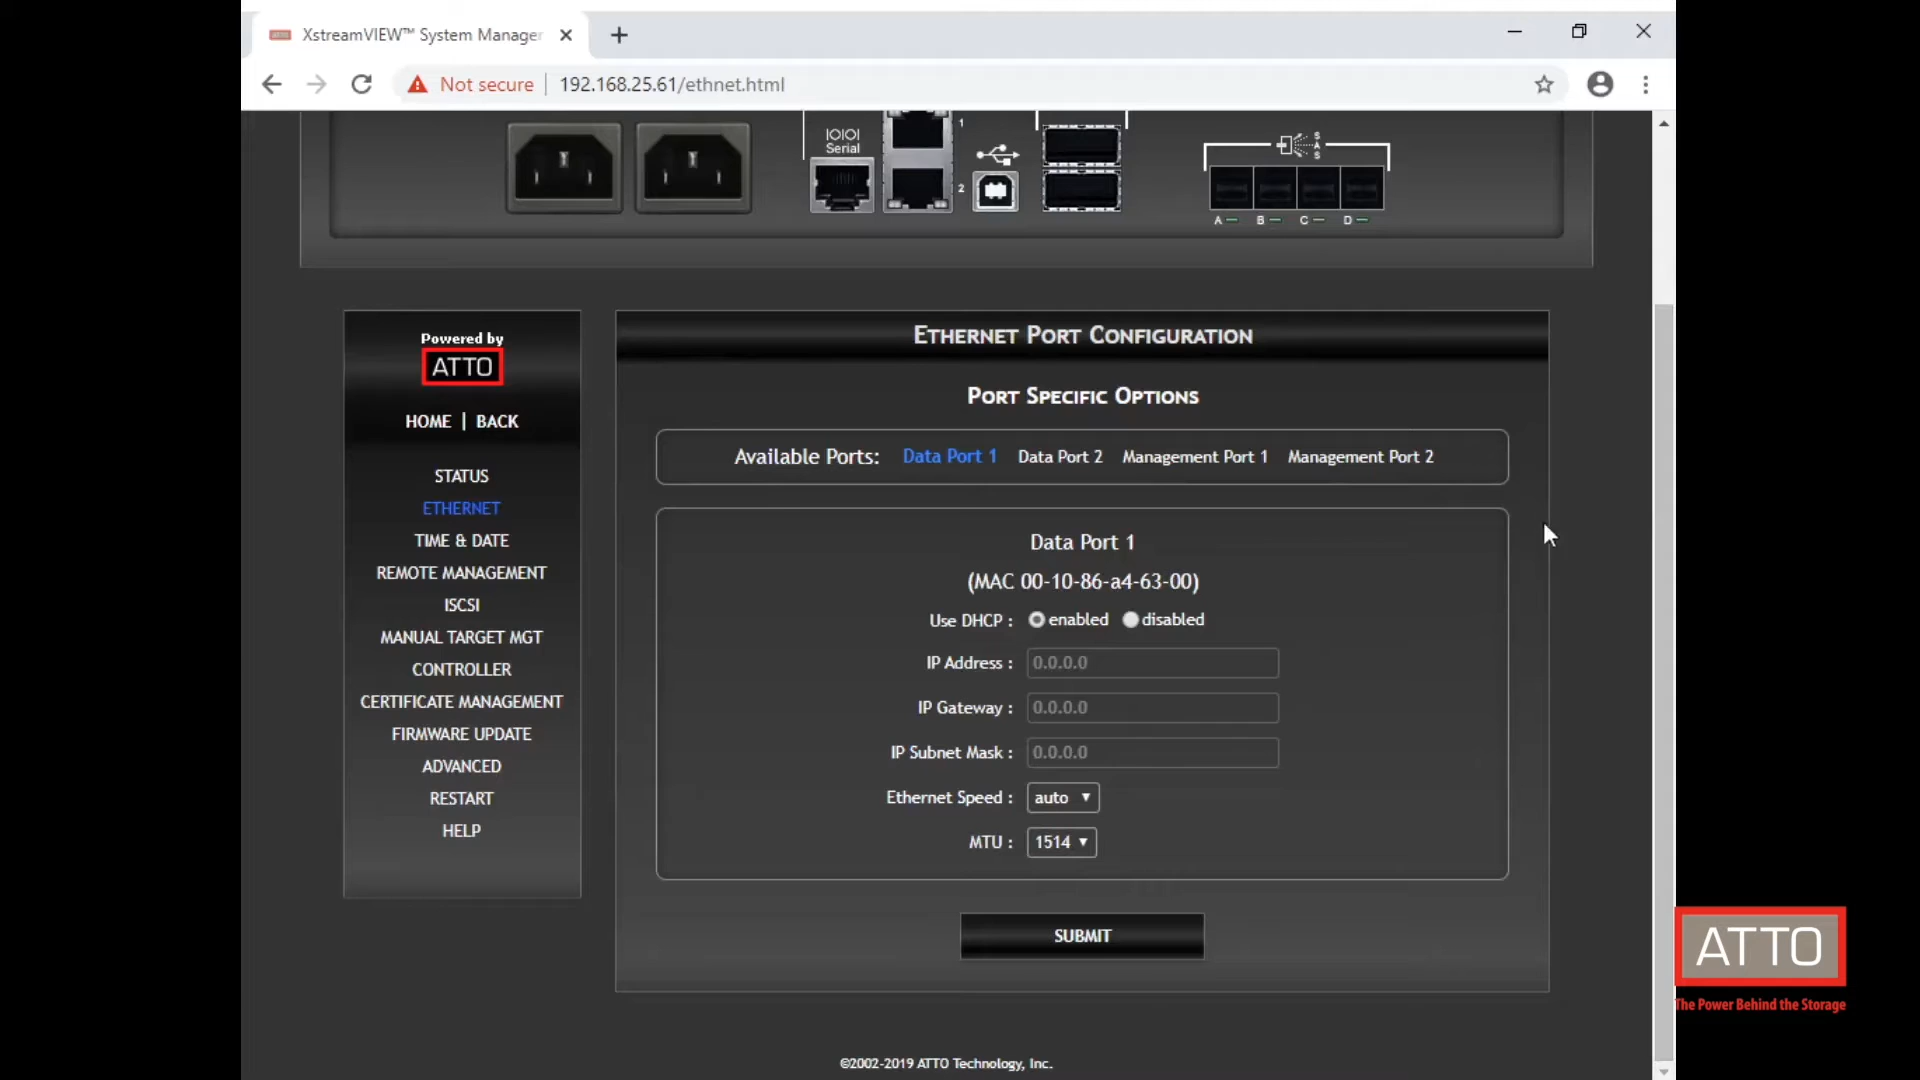 XstreamVIEW™ System Manager
Not secure
192.168.25.61/ethnet.html
IOIOI
Serial
1
2
SAS
A
B
C
D
Powered by
ATTO
HOME | BACK
STATUS
ETHERNET
TIME & DATE
REMOTE MANAGEMENT
ISCSI
MANUAL TARGET MGT
CONTROLLER
CERTIFICATE MANAGEMENT
FIRMWARE UPDATE
ADVANCED
RESTART
HELP
ETHERNET PORT CONFIGURATION
PORT SPECIFIC OPTIONS
Available Ports: Data Port 1 Data Port 2 Management Port 1 Management Port 2
Data Port 1
(MAC 00-10-86-a4-63-00)
Use DHCP : enabled disabled
IP Address : 0.0.0.0
IP Gateway : 0.0.0.0
IP Subnet Mask : 0.0.0.0
Ethernet Speed : auto
MTU : 1514
SUBMIT
©2002-2019 ATTO Technology, Inc.
ATTO
The Power Behind the Storage